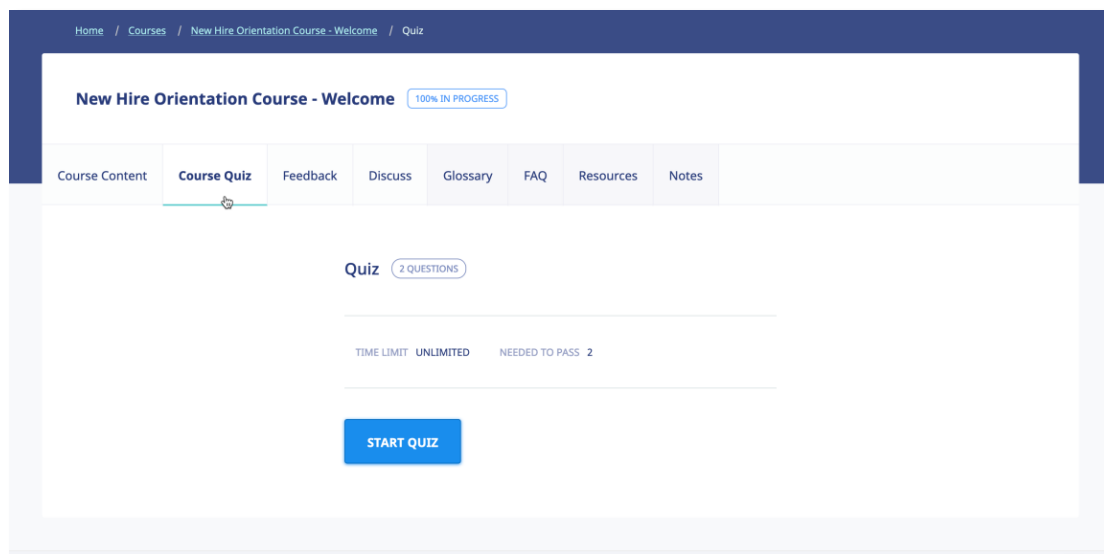 Home / Courses / New Hire Orientation Course - Welcome / Quiz
New Hire Orientation Course - Welcome 100% IN PROGRESS
Course Content Course Quiz Feedback Discuss Glossary FAQ Resources Notes
Quiz 2 QUESTIONS
TIME LIMIT UNLIMITED NEEDED TO PASS 2
START QUIZ